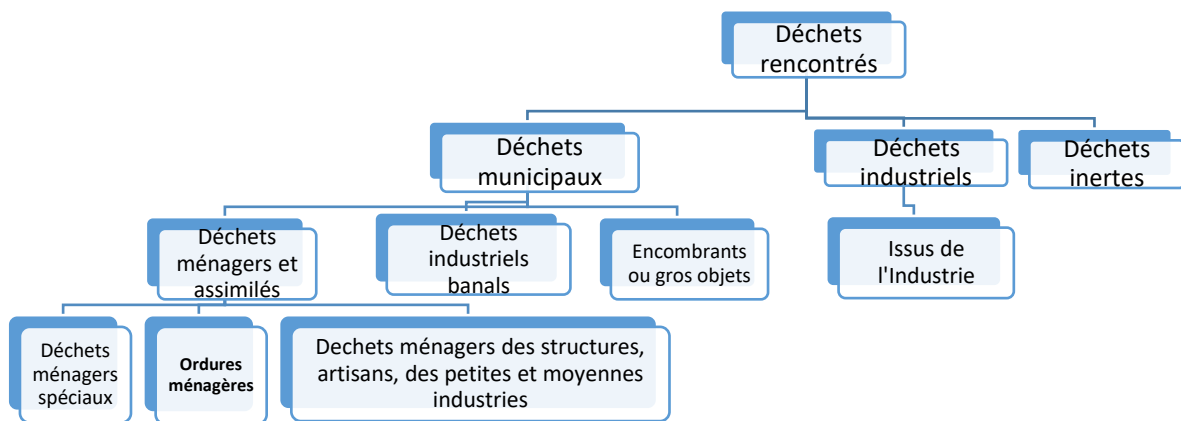 Déchets
rencontrés
Déchets
municipaux
Déchets
industriels
Déchets
inertes
Déchets
ménagers et
assimilés
Déchets
industriels
banals
Encombrants
ou gros objets
Issus de
l'Industrie
Déchets
ménagers
spéciaux
Ordures
ménagères
Dechets ménagers des structures,
artisans, des petites et moyennes
industries